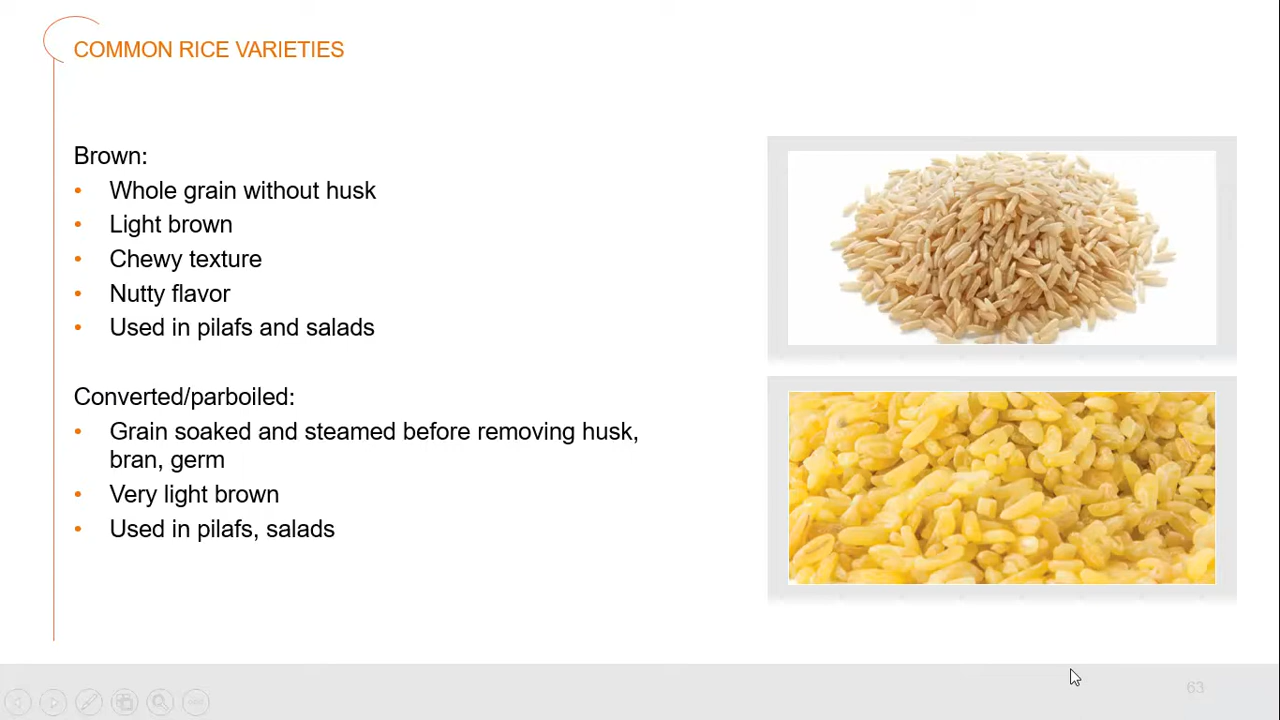 COMMON RICE VARIETIES
Brown:
• Whole grain without husk
• Light brown
• Chewy texture
• Nutty flavor
• Used in pilafs and salads
Converted/parboiled:
• Grain soaked and steamed before removing husk,
bran, germ
• Very light brown
• Used in pilafs, salads
63